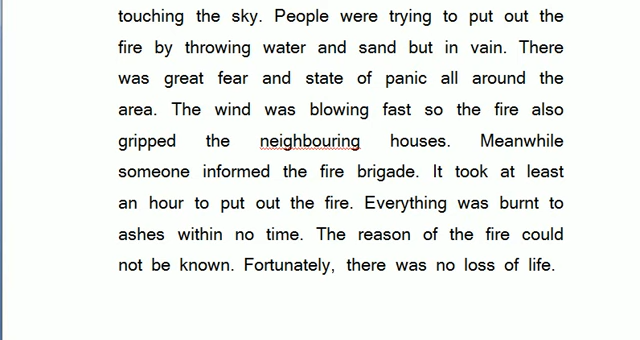 touching the sky. People were trying to put out the
fire by throwing water and sand but in vain. There
was great fear and state of panic all around the
area. The wind was blowing fast so the fire also
gripped the neighbouring houses. Meanwhile
someone informed the fire brigade. It took at least
an hour to put out the fire. Everything was burnt to
ashes within no time. The reason of the fire could
not be known. Fortunately, there was no loss of life.